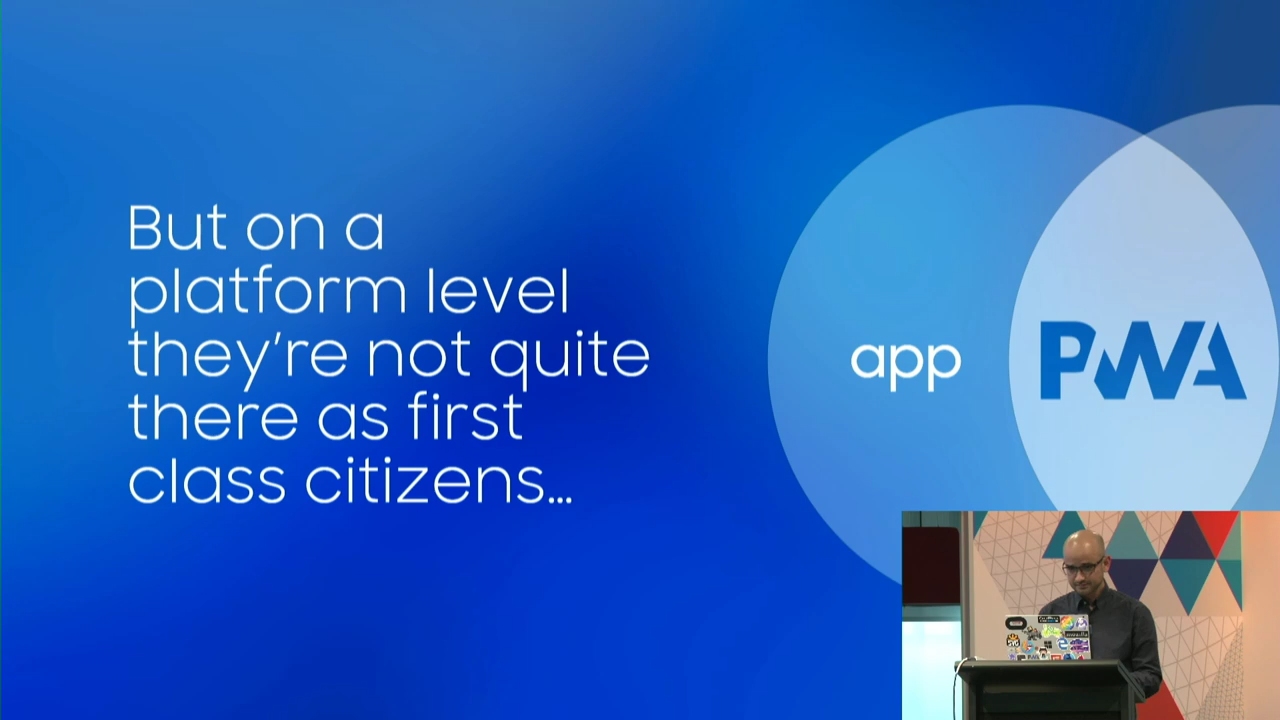 But on a
platform level
they're not quite
there as first
class citizens...
app
PWA